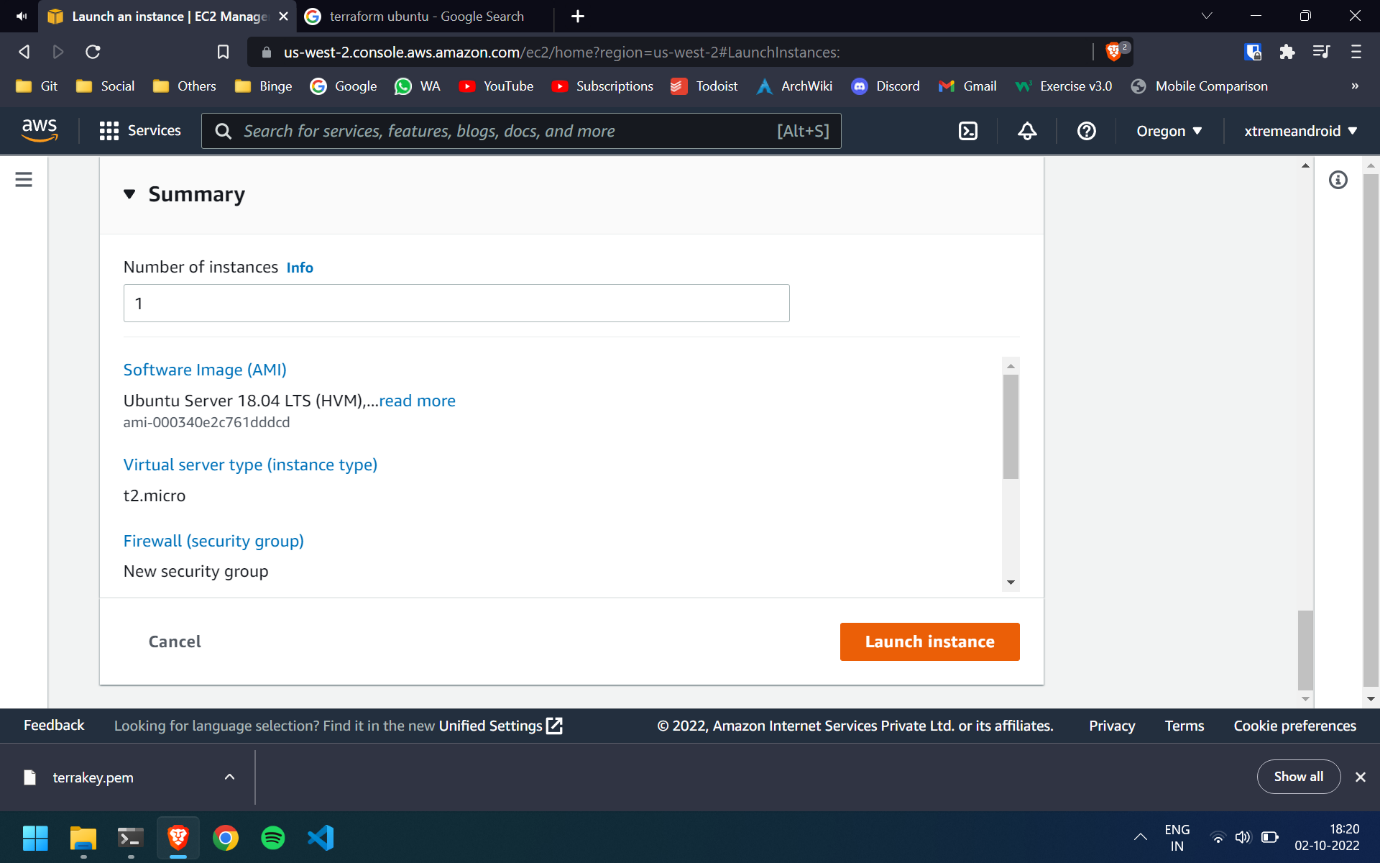 Launch an instance | EC2 Manage
terraform ubuntu - Google Search
us-west-2.console.aws.amazon.com/ec2/home?region=us-west-2#LaunchInstances:
2
Git Social Others Binge Google WA YouTube Subscriptions Todoist ArchWiki Discord Gmail Exercise v3.0 Mobile Comparison »
aws Services Search for services, features, blogs, docs, and more [Alt+S] Oregon xtremeandroid
Summary
Number of instances Info
1
Software Image (AMI)
Ubuntu Server 18.04 LTS (HVM),...read more
ami-000340e2c761dddcd
Virtual server type (instance type)
t2.micro
Firewall (security group)
New security group
Cancel Launch instance
Feedback Looking for language selection? Find it in the new Unified Settings © 2022, Amazon Internet Services Private Ltd. or its affiliates. Privacy Terms Cookie preferences
terrakey.pem Show all
ENG 18:20
IN 02-10-2022